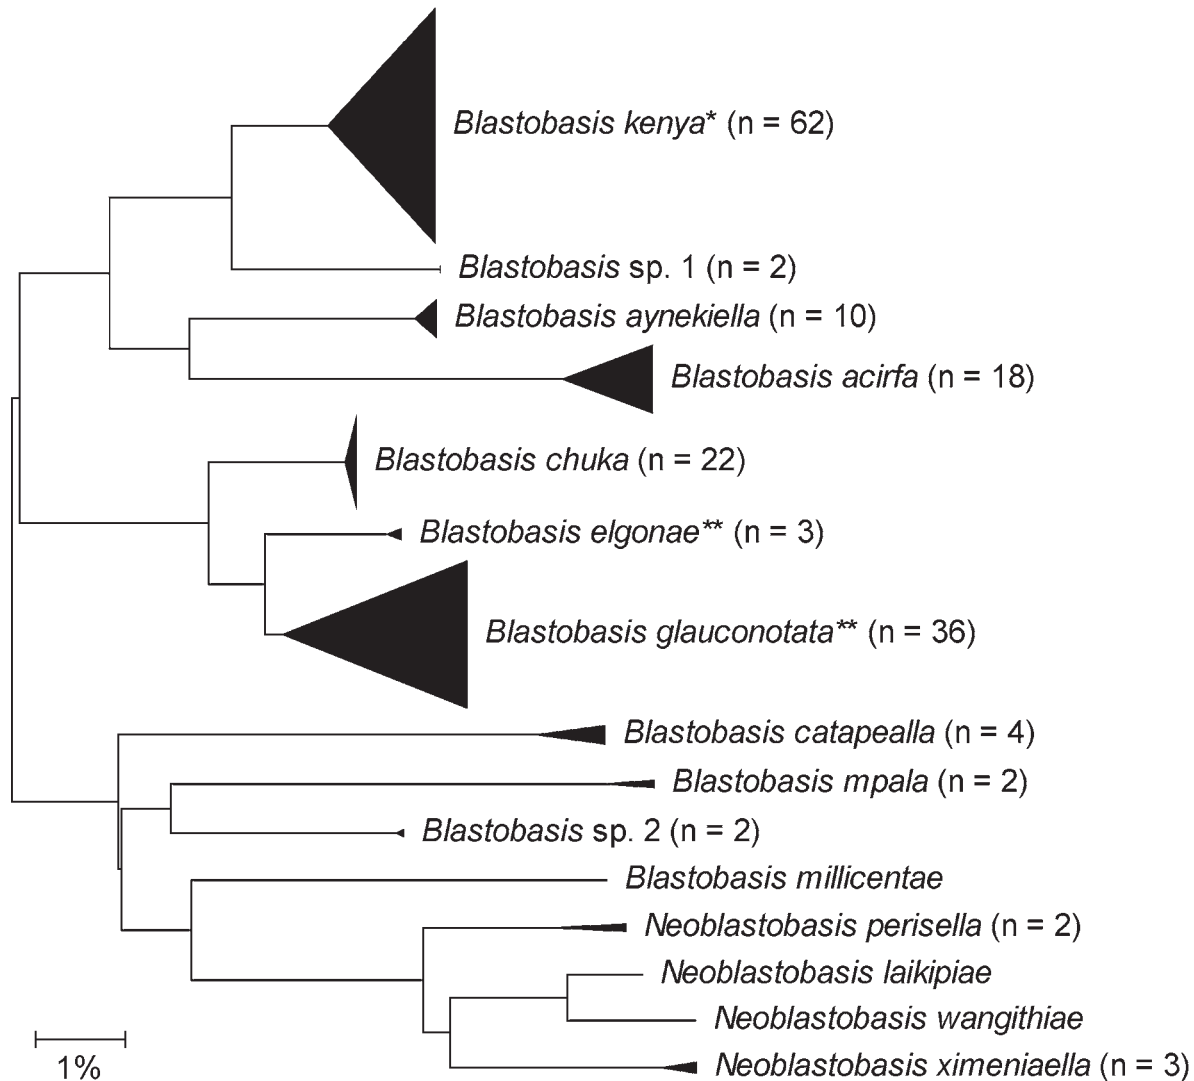 Blastobasis kenya* (n = 62)
Blastobasis sp. 1 (n = 2)
Blastobasis aynekiella (n = 10)
Blastobasis acirfa (n = 18)
Blastobasis chuka (n = 22)
Blastobasis elgonae** (n = 3)
Blastobasis glauconotata** (n = 36)
Blastobasis catapealla (n = 4)
Blastobasis mpala (n = 2)
Blastobasis sp. 2 (n = 2)
Blastobasis millicentae
Neoblastobasis perisella (n = 2)
Neoblastobasis laikipiae
Neoblastobasis wangithiae
Neoblastobasis ximeniaella (n = 3)
1%